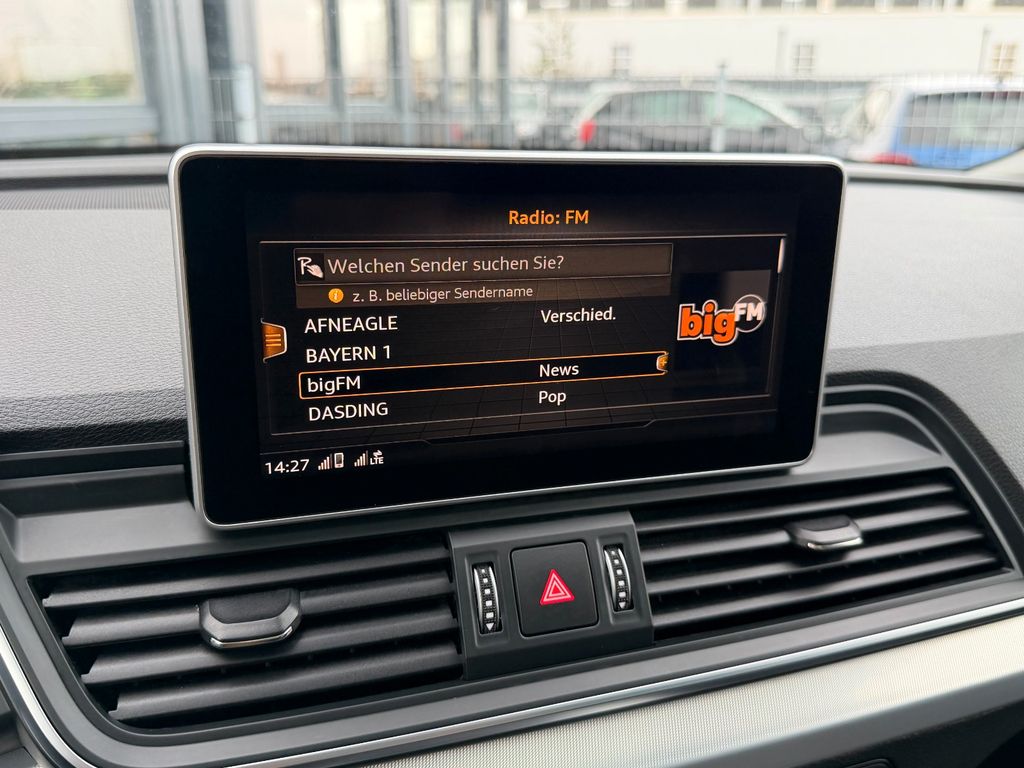 Radio: FM
Welchen Sender suchen Sie?
z. B. beliebiger Sendername
AFNEAGLE Verschied.
BAYERN 1
bigFM News
DASDING Pop
bigFM
14:27 LTE